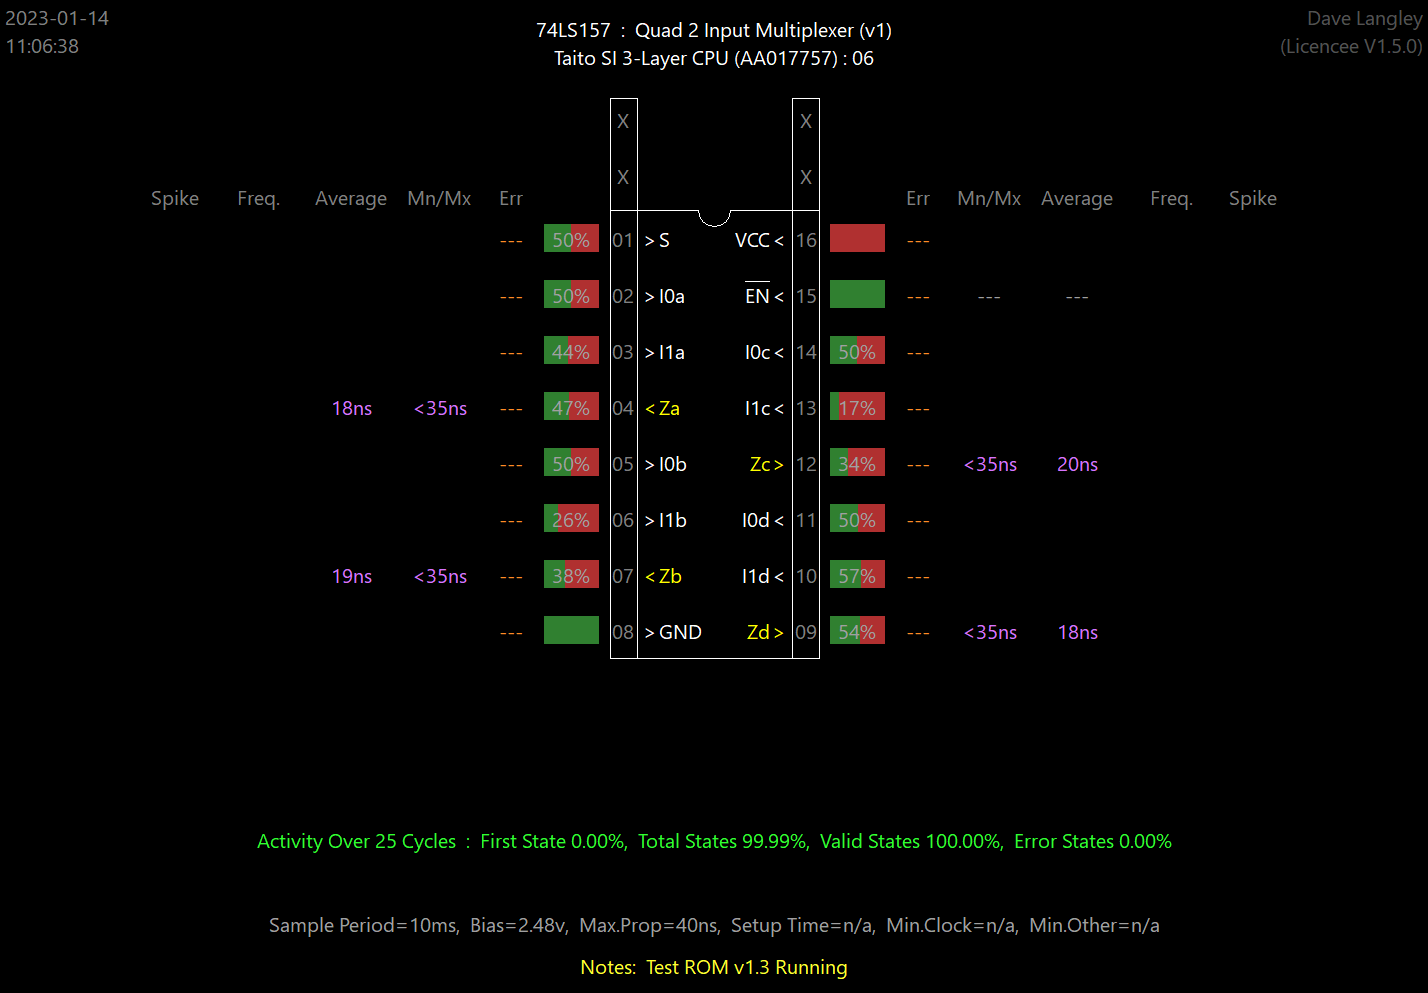 2023-01-14
11:06:38
74LS157 : Quad 2 Input Multiplexer (v1)
Taito SI 3-Layer CPU (AA017757) : 06
Dave Langley
(Licencee V1.5.0)
X X
X X
Spike Freq. Average Mn/Mx Err Err Mn/Mx Average Freq. Spike
--- 50% 01 >S VCC< 16 ---
--- 50% 02 >I0a EN< 15 --- --- ---
--- 44% 03 >I1a I0c< 14 50% ---
18ns <35ns --- 47% 04 <Za I1c< 13 17% ---
--- 50% 05 >I0b Zc> 12 34% --- <35ns 20ns
--- 26% 06 >I1b I0d< 11 50% ---
19ns <35ns --- 38% 07 <Zb I1d< 10 57% ---
--- 08 >GND Zd> 09 54% --- <35ns 18ns
Activity Over 25 Cycles : First State 0.00%, Total States 99.99%, Valid States 100.00%, Error States 0.00%
Sample Period=10ms, Bias=2.48v, Max.Prop=40ns, Setup Time=n/a, Min.Clock=n/a, Min.Other=n/a
Notes: Test ROM v1.3 Running